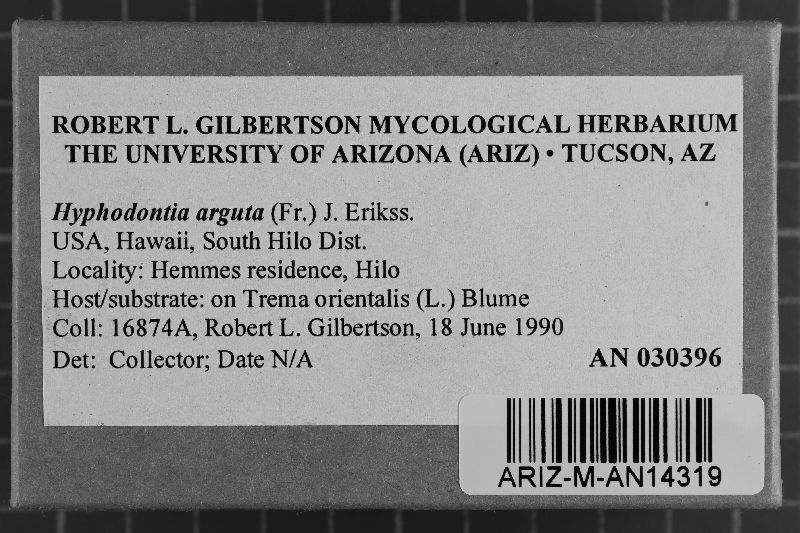 ROBERT L. GILBERTSON MYCOLOGICAL HERBARIUM
THE UNIVERSITY OF ARIZONA (ARIZ) • TUCSON, AZ
Hyphodontia arguta (Fr.) J. Erikss.
USA, Hawaii, South Hilo Dist.
Locality: Hemmes residence, Hilo
Host/substrate: on Trema orientalis (L.) Blume
Coll: 16874A, Robert L. Gilbertson, 18 June 1990
Det: Collector; Date N/A AN 030396
ARIZ-M-AN14319